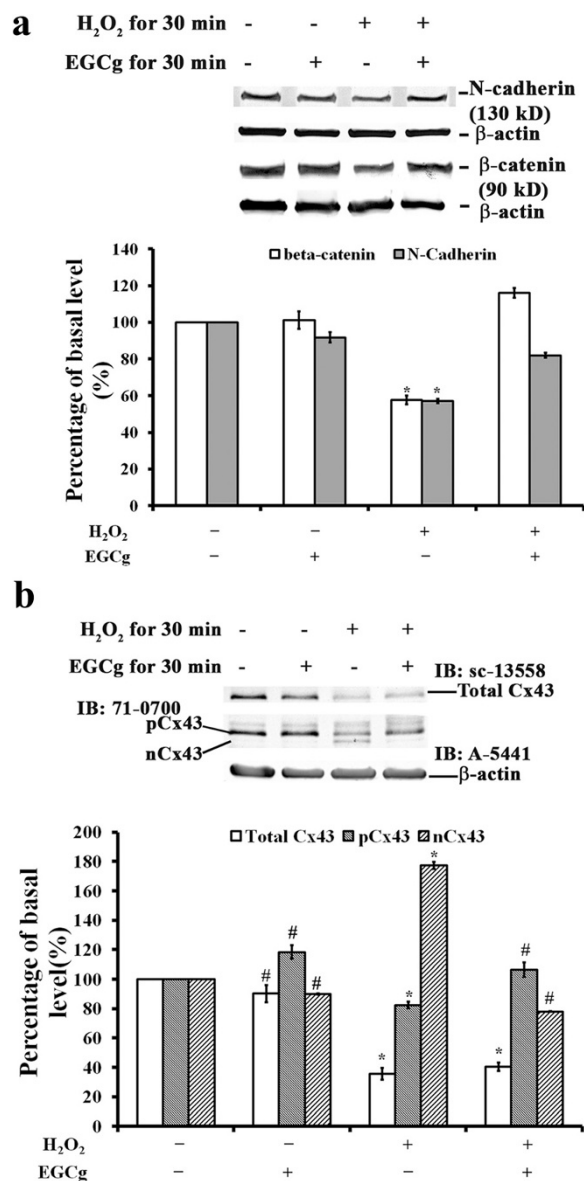 a
H₂O₂ for 30 min - - + +
EGCg for 30 min - + - +
N-cadherin
(130 kD)
β-actin
β-catenin
(90 kD)
β-actin
beta-catenin N-Cadherin
Percentage of basal level
(%)
140
120
100
80
60
40
20
0
* *
H₂O₂ − − + +
EGCg − + − +
b
H₂O₂ for 30 min - - + +
EGCg for 30 min - + - +
IB: sc-13558
Total Cx43
IB: 71-0700
pCx43
nCx43
IB: A-5441
β-actin
Total Cx43 pCx43 nCx43
Percentage of basal
level(%)
200
180
160
140
120
100
80
60
40
20
0
# # #
* * *
* # #
H₂O₂ − − + +
EGCg − + − +